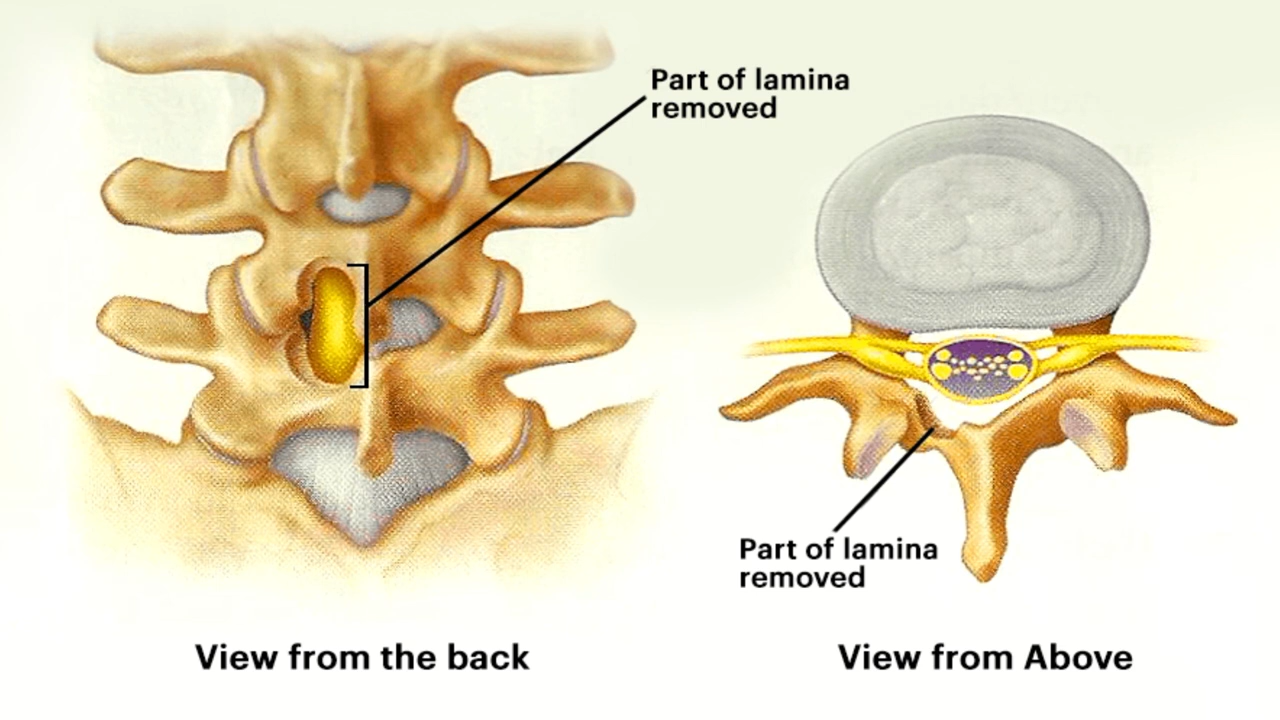 Part of lamina
removed
Part of lamina
removed
View from the back
View from Above